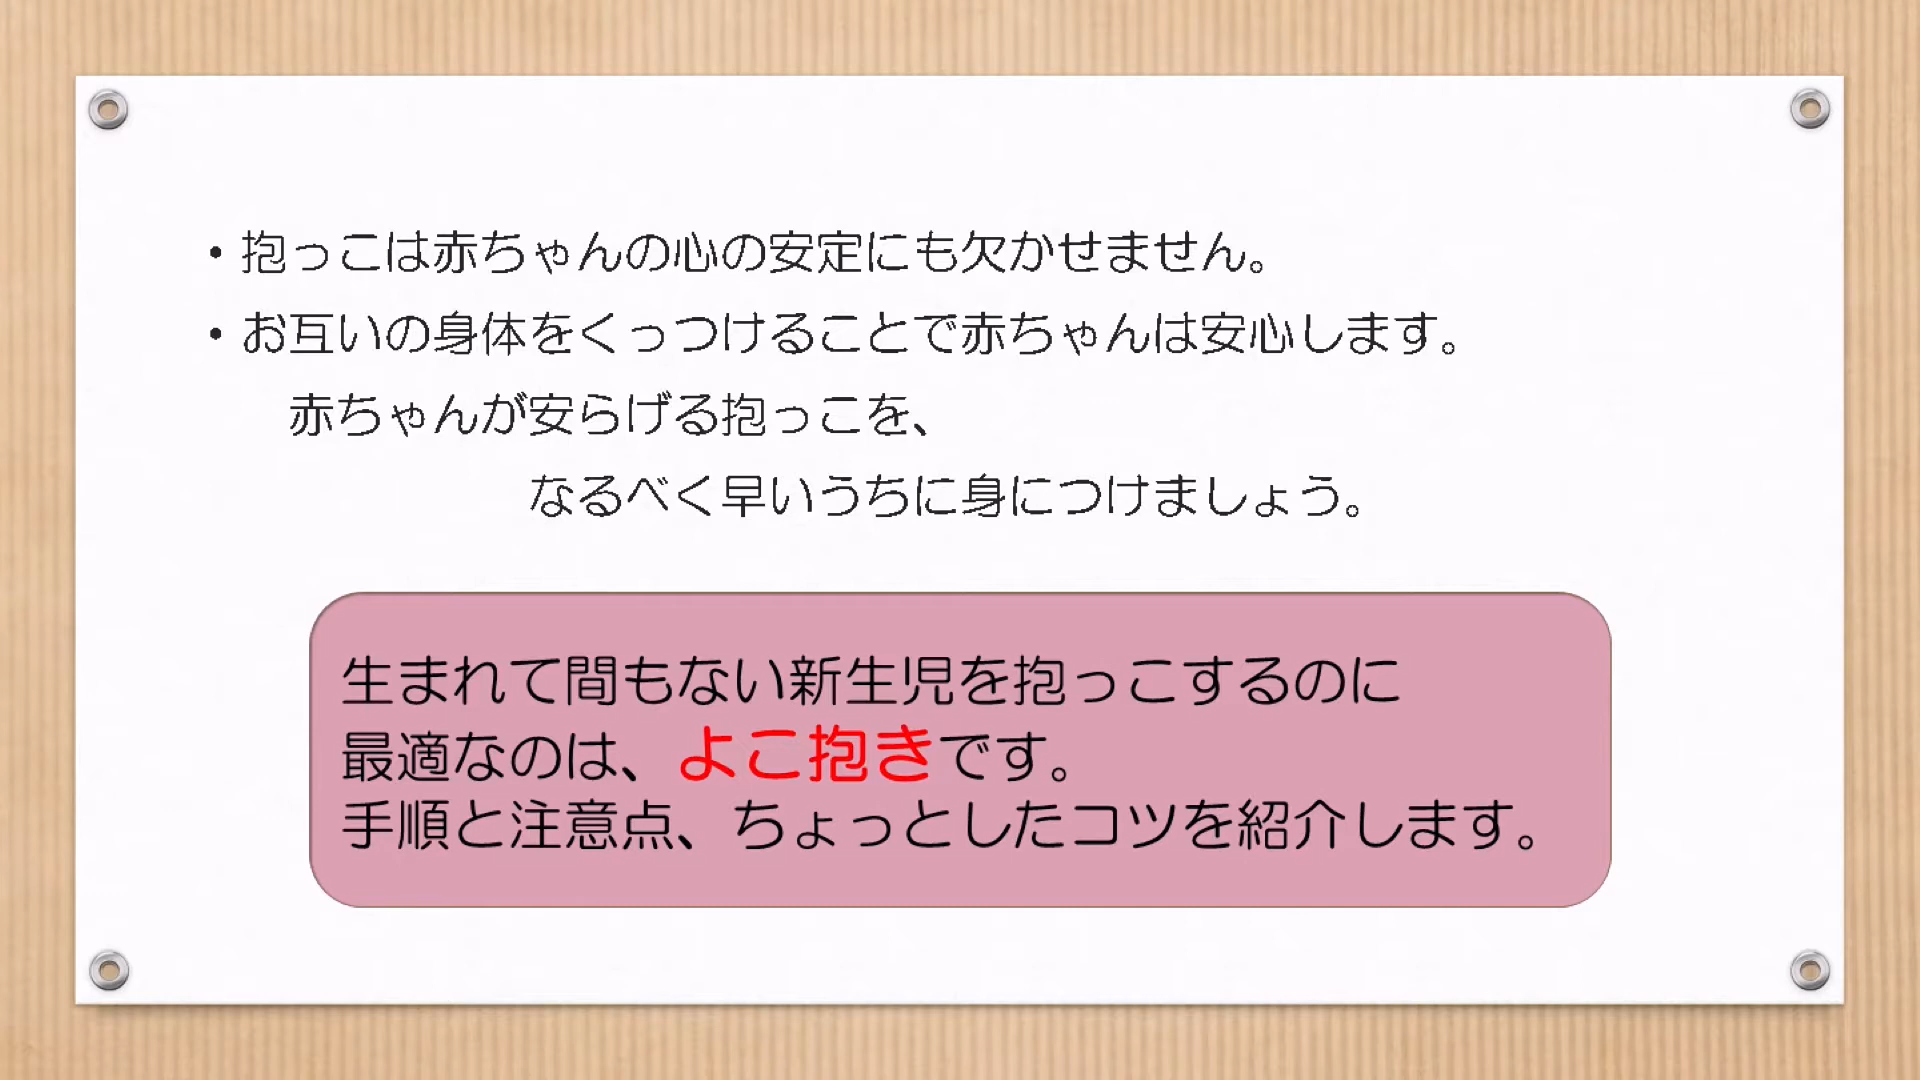 • 抱っこは赤ちゃんの心の安定にも欠かせません。
• お互いの身体をくっつけることで赤ちゃんは安心します。
赤ちゃんが安らげる抱っこを、
なるべく早いうちに身につけましょう。
生まれて間もない新生児を抱っこするのに
最適なのは、よこ抱きです。
手順と注意点、ちょっとしたコツを紹介します。